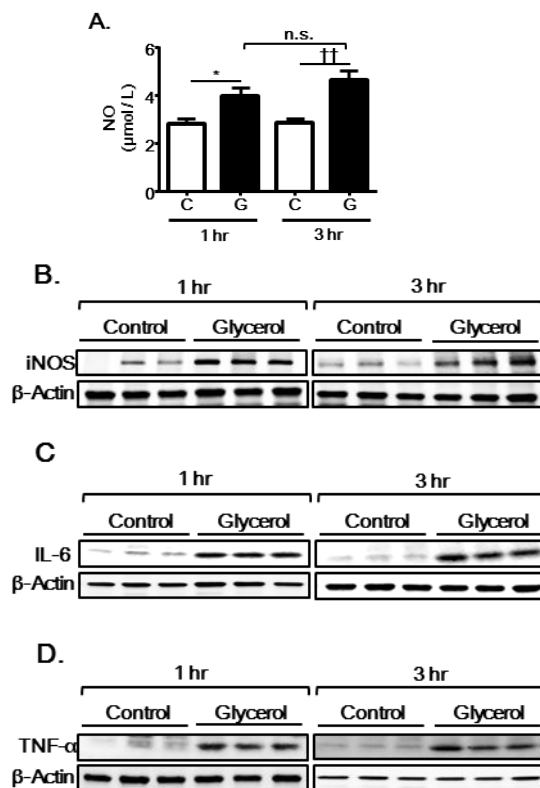 A.
n.s.
* ††
6
4
2
0
NO
(μmol / L)
C G C G
1 hr 3 hr
B.
1 hr 3 hr
Control Glycerol Control Glycerol
iNOS
β-Actin
C
1 hr 3 hr
Control Glycerol Control Glycerol
IL-6
β-Actin
D.
1 hr 3 hr
Control Glycerol Control Glycerol
TNF-α
β-Actin